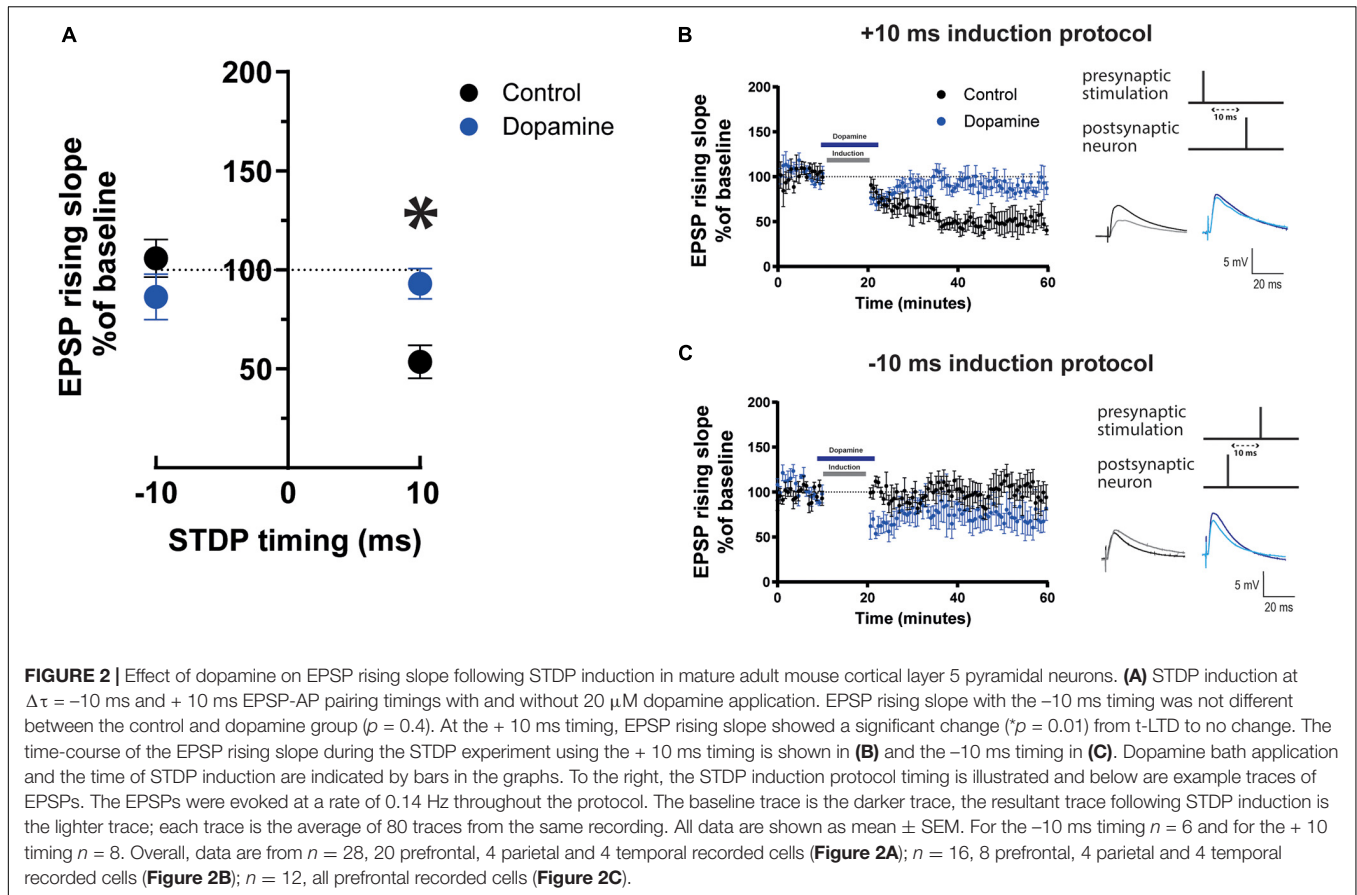 A
200
150
100
50
EPSP rising slope
%of baseline
*
Control
Dopamine
-10
0
10
STDP timing (ms)
B
+10 ms induction protocol
200
150
100
50
0
EPSP rising slope
%of baseline
Control
Dopamine
Dopamine
Induction
0
20
40
60
Time (minutes)
presynaptic
stimulation
10 ms
postsynaptic
neuron
5 mV
20 ms
C
-10 ms induction protocol
200
150
100
50
0
EPSP rising slope
%of baseline
Dopamine
Induction
0
20
40
60
Time (minutes)
presynaptic
stimulation
10 ms
postsynaptic
neuron
5 mV
20 ms
FIGURE 2 | Effect of dopamine on EPSP rising slope following STDP induction in mature adult mouse cortical layer 5 pyramidal neurons. (A) STDP induction at
Δτ = –10 ms and + 10 ms EPSP-AP pairing timings with and without 20 μM dopamine application. EPSP rising slope with the –10 ms timing was not different
between the control and dopamine group (p = 0.4). At the + 10 ms timing, EPSP rising slope showed a significant change (*p = 0.01) from t-LTD to no change. The
time-course of the EPSP rising slope during the STDP experiment using the + 10 ms timing is shown in (B) and the –10 ms timing in (C). Dopamine bath application
and the time of STDP induction are indicated by bars in the graphs. To the right, the STDP induction protocol timing is illustrated and below are example traces of
EPSPs. The EPSPs were evoked at a rate of 0.14 Hz throughout the protocol. The baseline trace is the darker trace, the resultant trace following STDP induction is
the lighter trace; each trace is the average of 80 traces from the same recording. All data are shown as mean ± SEM. For the –10 ms timing n = 6 and for the + 10
timing n = 8. Overall, data are from n = 28, 20 prefrontal, 4 parietal and 4 temporal recorded cells (Figure 2A); n = 16, 8 prefrontal, 4 parietal and 4 temporal
recorded cells (Figure 2B); n = 12, all prefrontal recorded cells (Figure 2C).